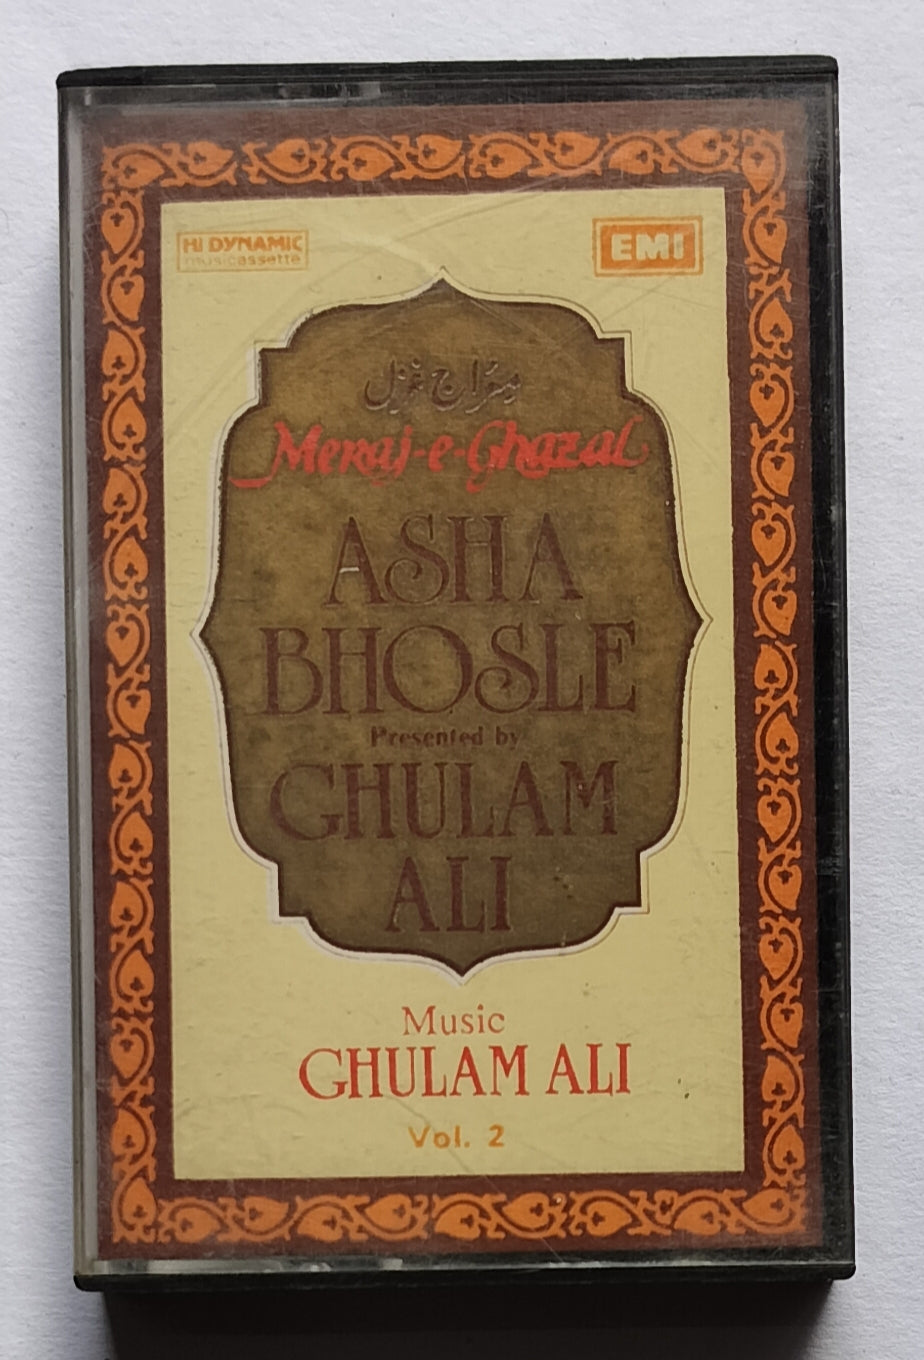 HI DYNAMIC
musicassette
EMI
معراج غزل
Meraj-e-Ghazal
ASHA
BHOSLE
Presented by
GHULAM
ALI
Music
GHULAM ALI
Vol. 2